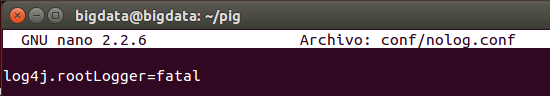 bigdata@bigdata: ~/pig
GNU nano 2.2.6 Archivo: conf/nolog.conf
log4j.rootLogger=fatal